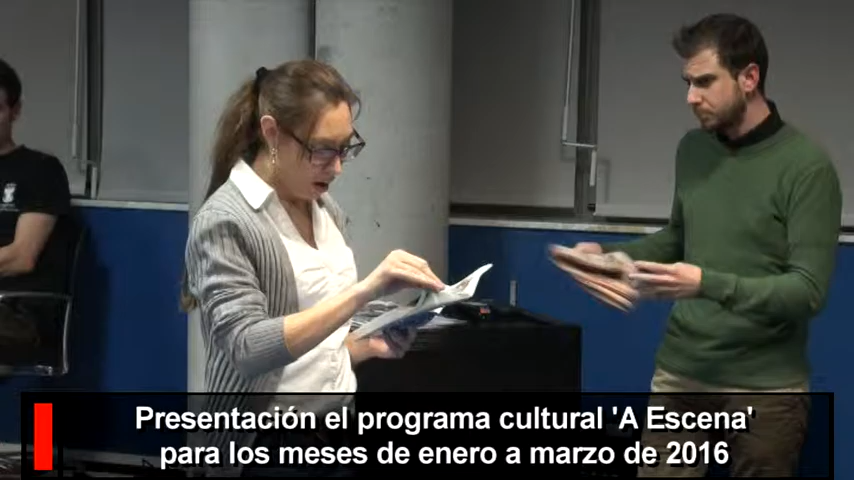 Presentación el programa cultural 'A Escena'
para los meses de enero a marzo de 2016